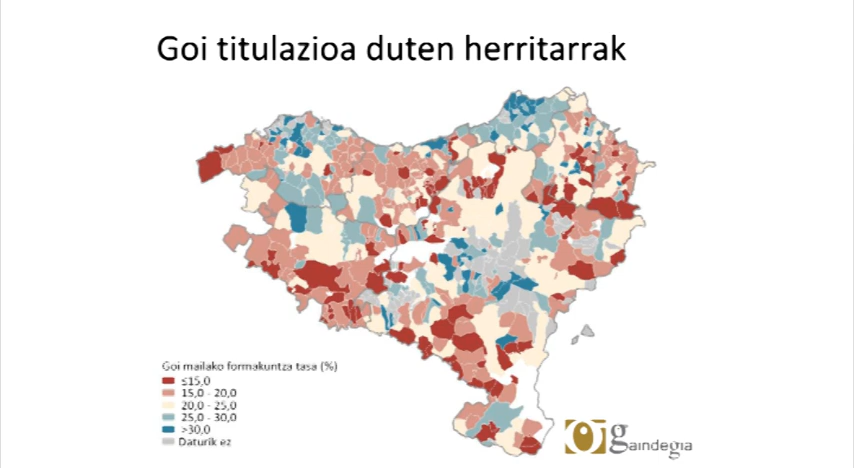 Goi titulazioa duten herritarrak
Goi mailako formakuntza tasa (%)
≤15,0
15,0 - 20,0
20,0 - 25,0
25,0 - 30,0
>30,0
Daturik ez
gaindegia